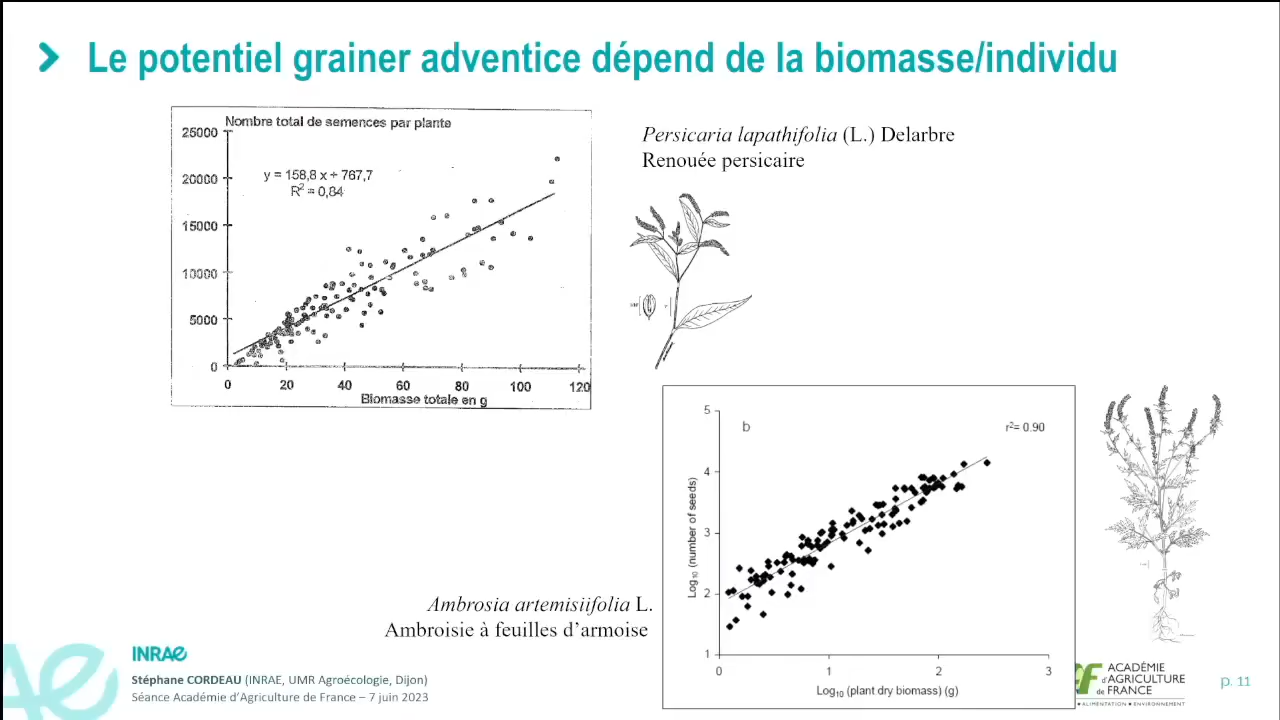 Le potentiel grainer adventice dépend de la biomasse/individu
Nombre total de semences par plante
25000
20000
15000
10000
5000
0
y = 158,8 x + 767,7
R² = 0,84
0 20 40 60 80 100 120
Biomasse totale en g
Persicaria lapathifolia (L.) Delarbre
Renouée persicaire
b
r²= 0.90
5
4
3
2
1
Log₁₀ (number of seeds)
0 1 2 3
Log₁₀ (plant dry biomass) (g)
Ambrosia artemisiifolia L.
Ambroisie à feuilles d’armoise
INRAE
Stéphane CORDEAU (INRAE, UMR Agroécologie, Dijon)
Séance Académie d’Agriculture de France – 7 juin 2023
ACADÉMIE
d'AGRICULTURE
de FRANCE
ALIMENTATION • ENVIRONNEMENT
p. 11